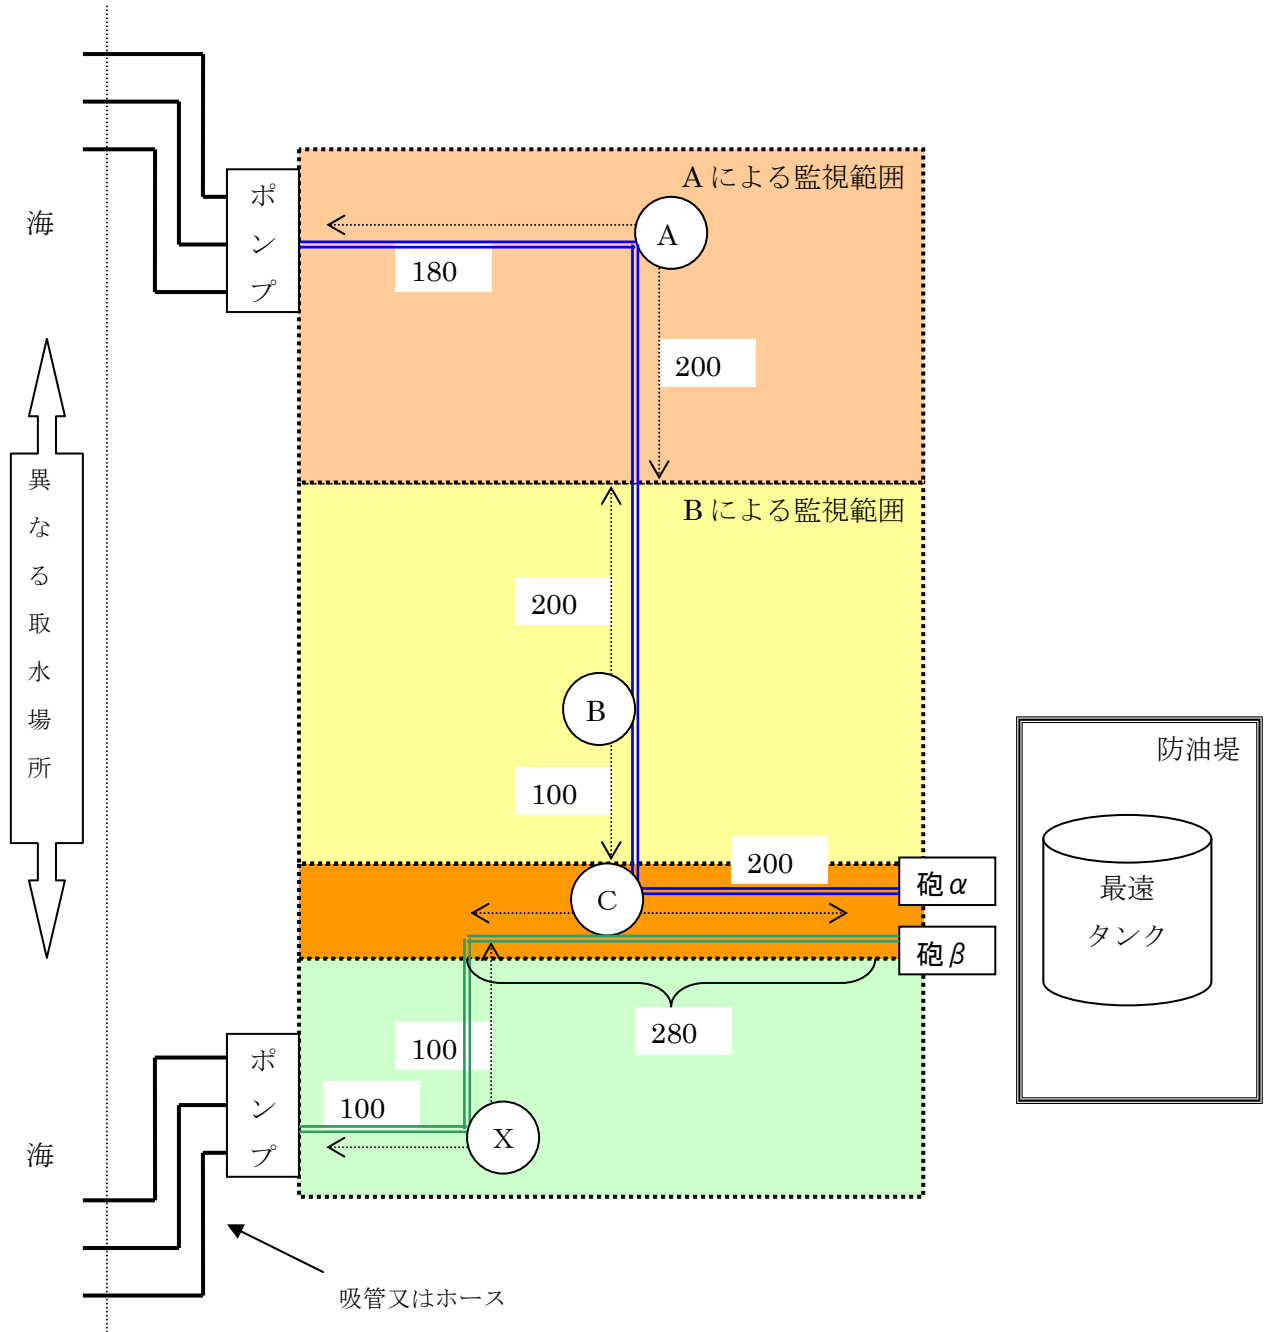 Aによる監視範囲
ポンプ
海
A
180
200
異なる取水場所
Bによる監視範囲
200
B
100
防油堤
200
砲α
C
最遠
タンク
砲β
280
100
ポンプ
100
X
海
吸管又はホース